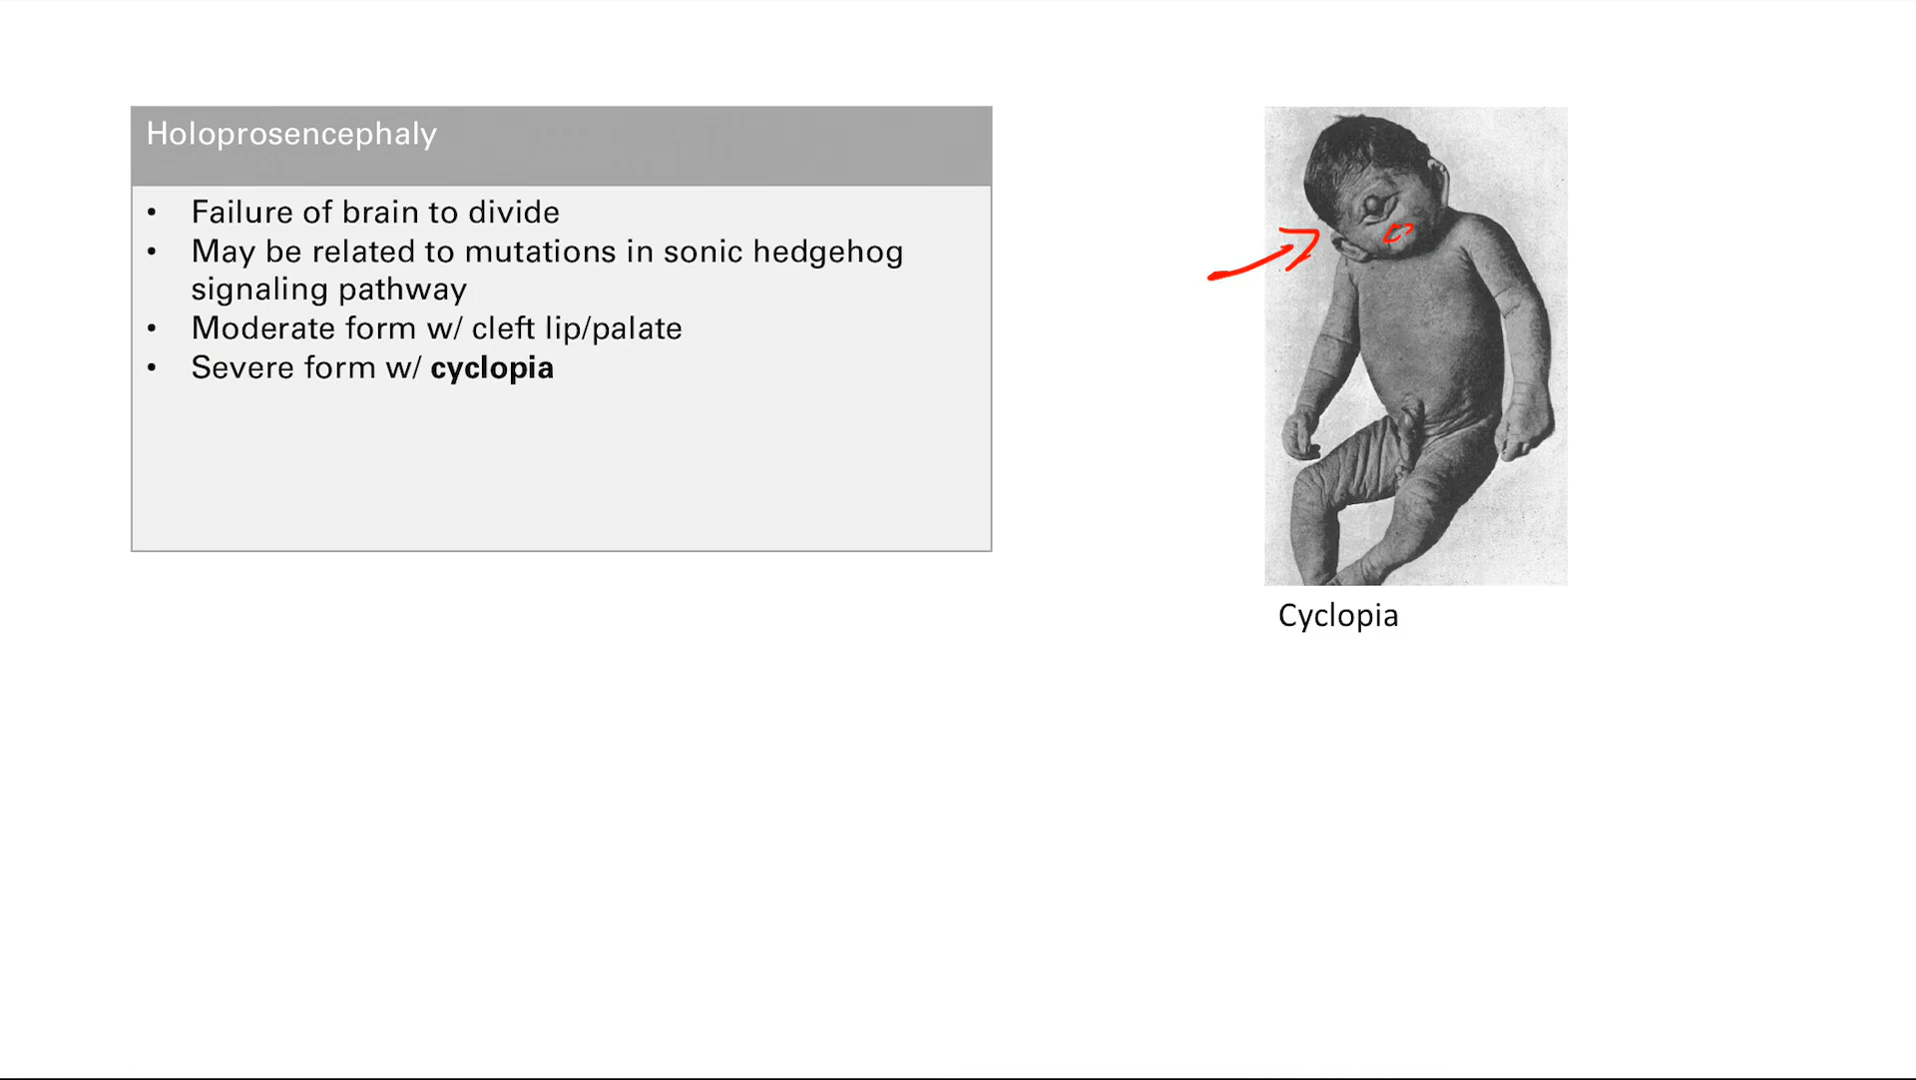 Holoprosencephaly
• Failure of brain to divide
• May be related to mutations in sonic hedgehog
signaling pathway
• Moderate form w/ cleft lip/palate
• Severe form w/ cyclopia
Cyclopia